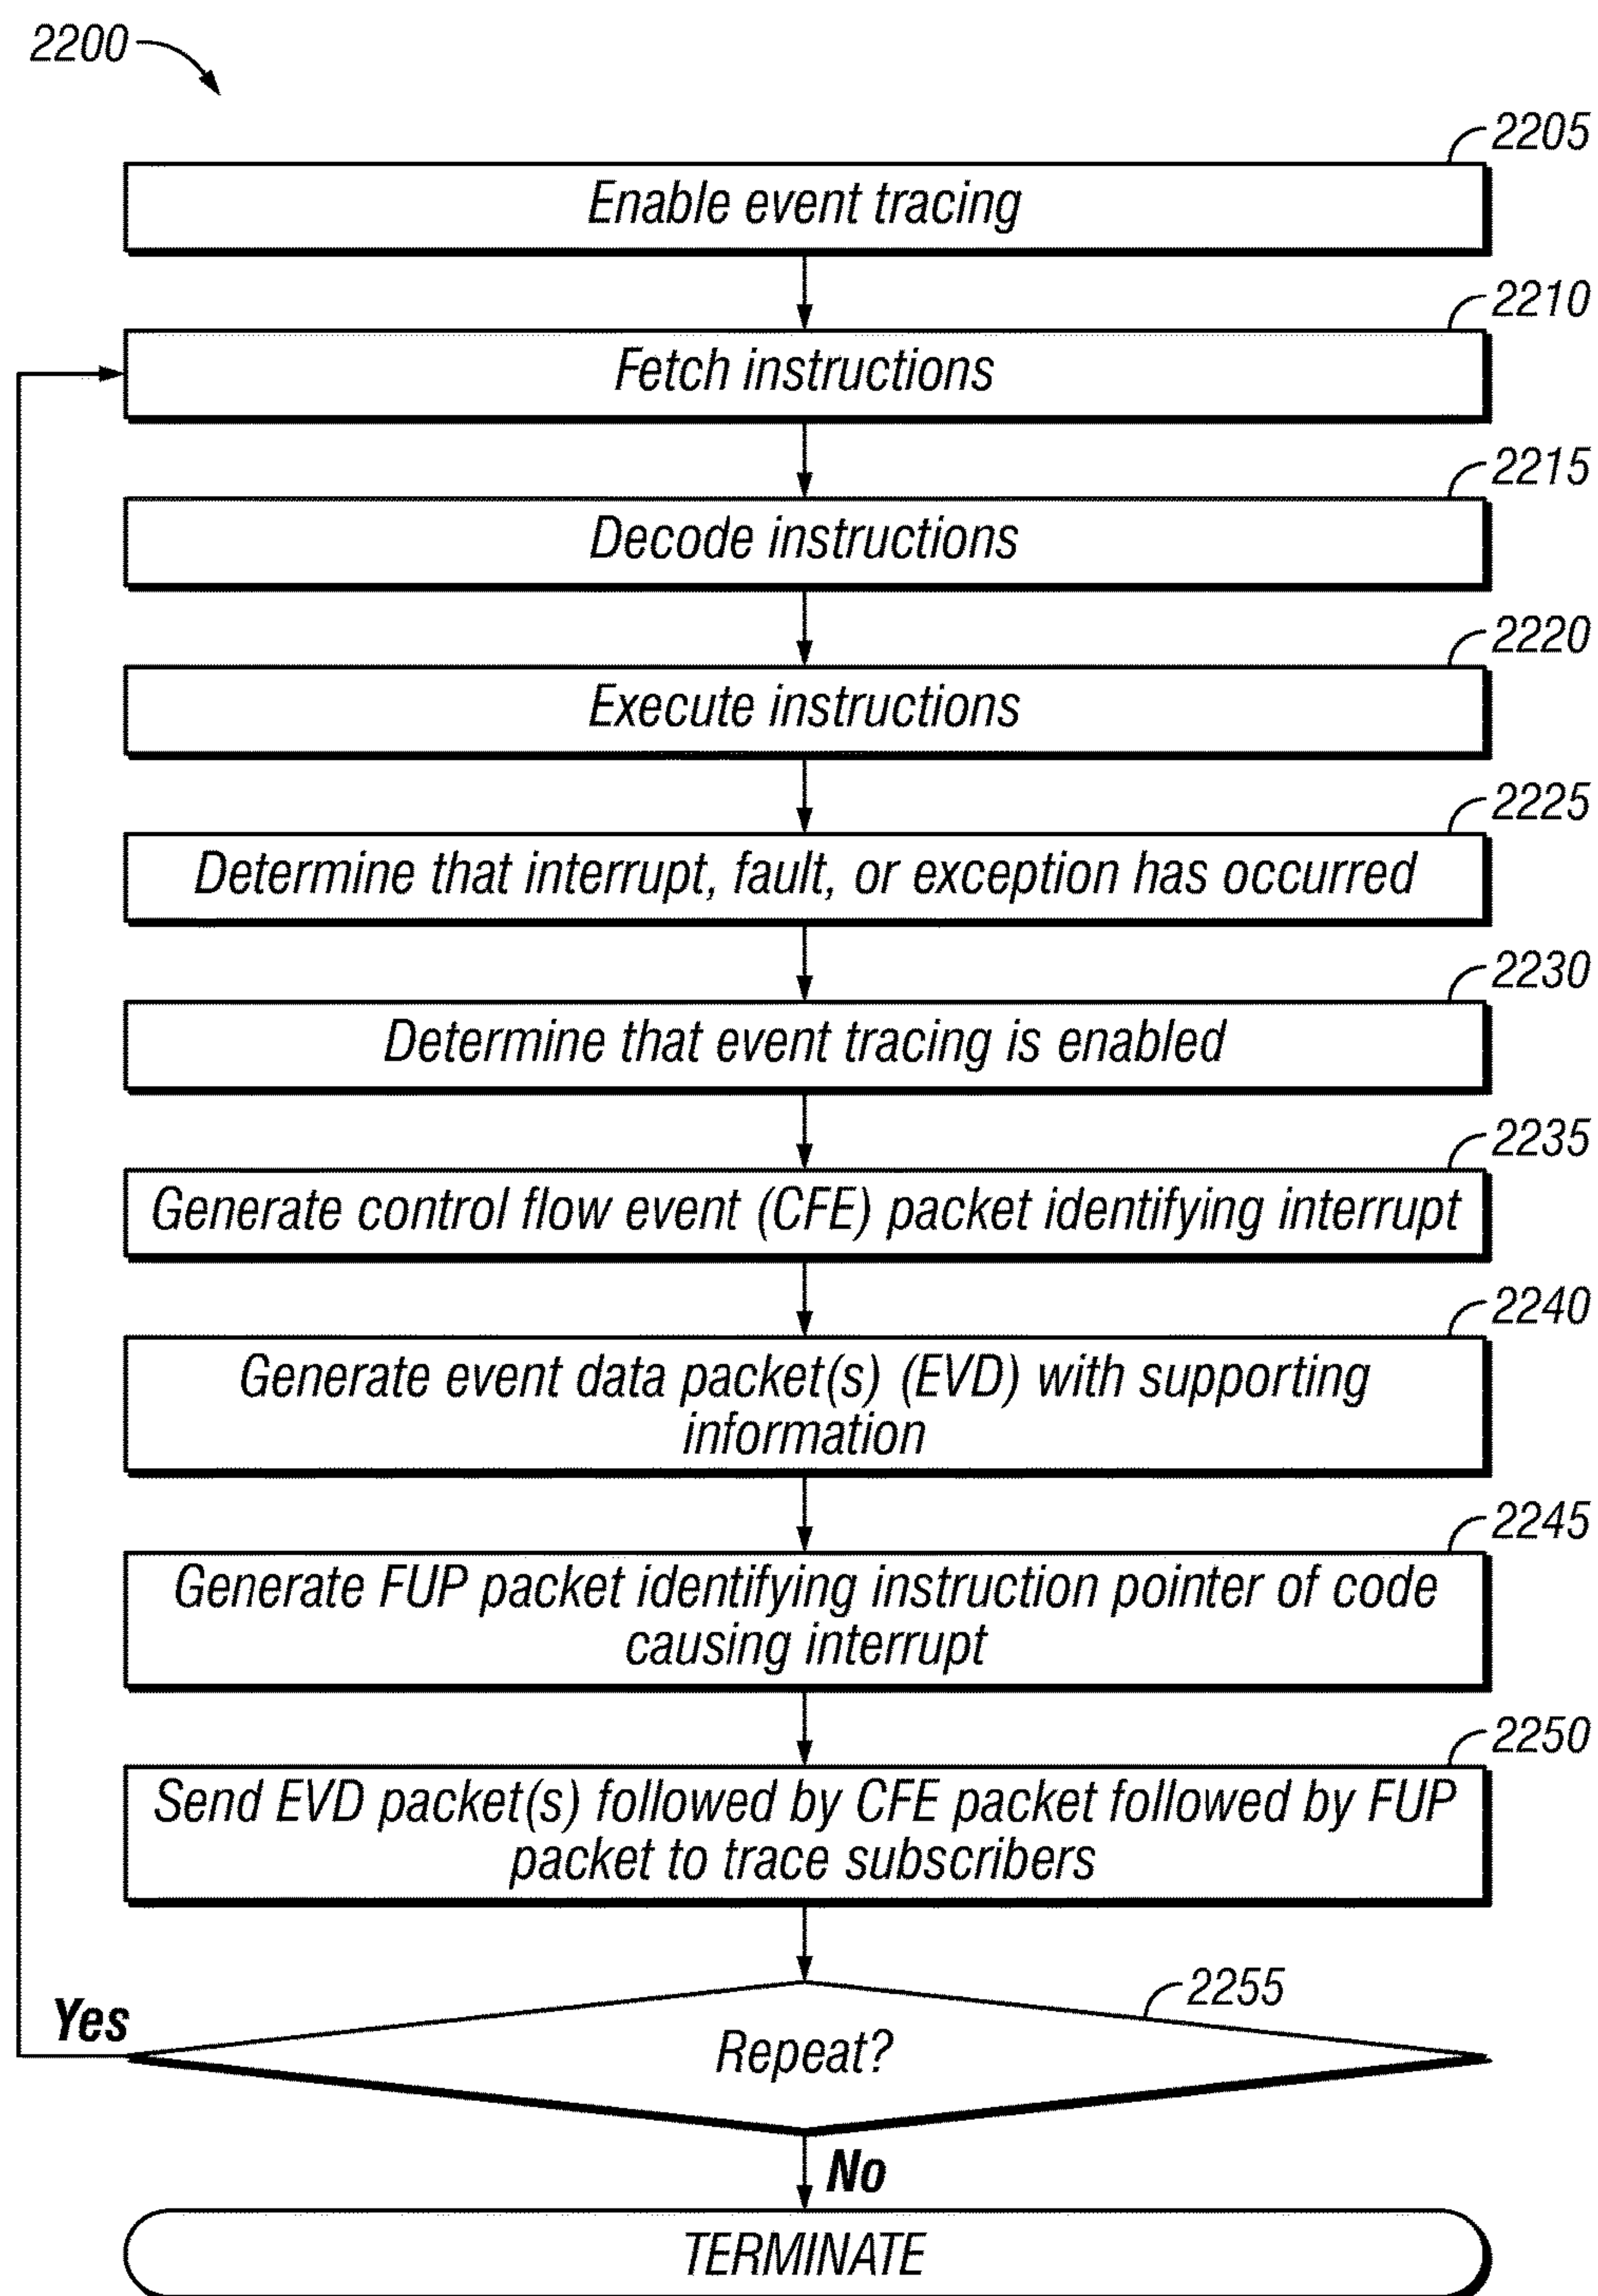 2200
2205
Enable event tracing
2210
Fetch instructions
2215
Decode instructions
2220
Execute instructions
2225
Determine that interrupt, fault, or exception has occurred
2230
Determine that event tracing is enabled
2235
Generate control flow event (CFE) packet identifying interrupt
2240
Generate event data packet(s) (EVD) with supporting
information
2245
Generate FUP packet identifying instruction pointer of code
causing interrupt
2250
Send EVD packet(s) followed by CFE packet followed by FUP
packet to trace subscribers
2255
Yes
Repeat?
No
TERMINATE